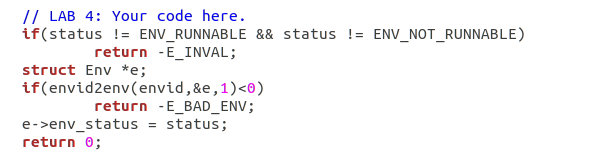 // LAB 4: Your code here.
if(status != ENV_RUNNABLE && status != ENV_NOT_RUNNABLE)
        return -E_INVAL;
struct Env *e;
if(envid2env(envid,&e,1)<0)
        return -E_BAD_ENV;
e->env_status = status;
return 0;